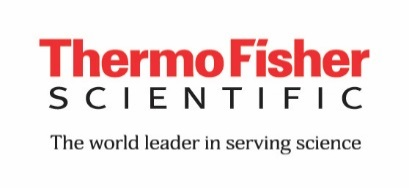 ThermoFisher
SCIENTIFIC
The world leader in serving science